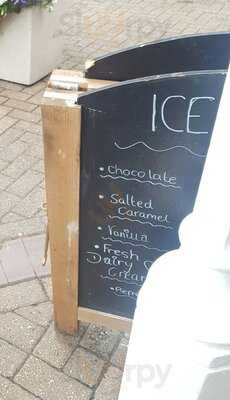 ICE
• Chocolate
• Salted
Caramel
• Vanilla
• Fresh
Dairy
Cream